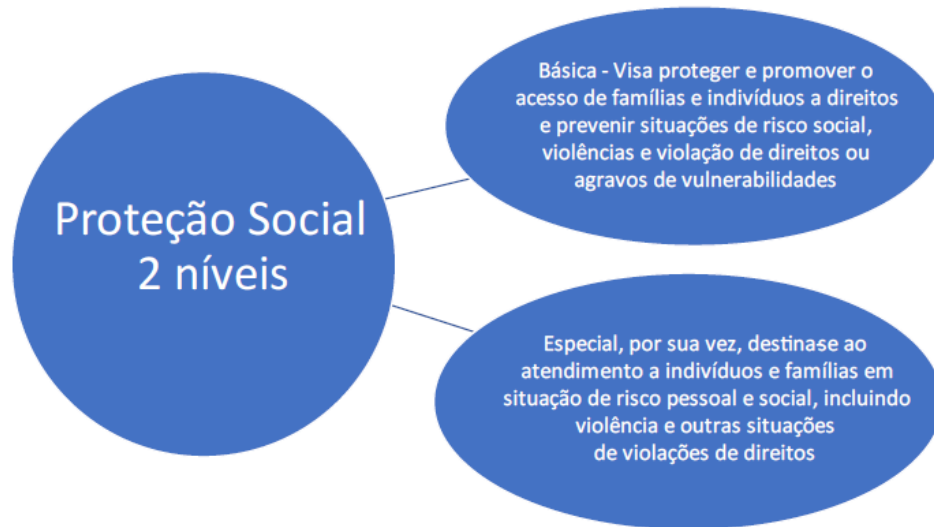 Proteção Social
2 níveis
Básica - Visa proteger e promover o
acesso de famílias e indivíduos a direitos
e prevenir situações de risco social,
violências e violação de direitos ou
agravos de vulnerabilidades
Especial, por sua vez, destina-se ao
atendimento a indivíduos e famílias em
situação de risco pessoal e social, incluindo
violência e outras situações
de violações de direitos